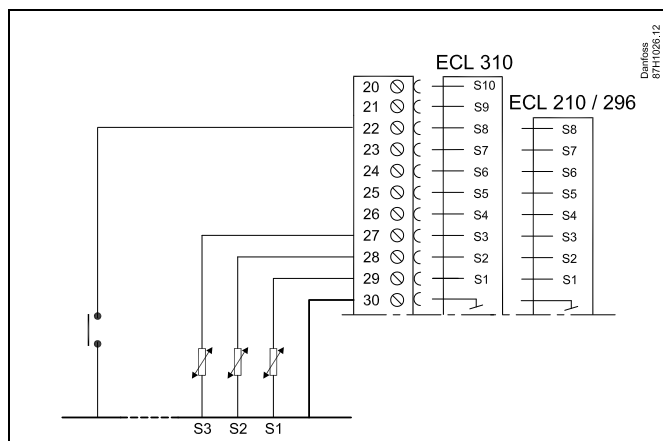 Danfoss
87H1026.12
ECL 310
ECL 210 / 296
20 S10
21 S9
22 S8 S8
23 S7 S7
24 S6 S6
25 S5 S5
26 S4 S4
27 S3 S3
28 S2 S2
29 S1 S1
30
S3 S2 S1